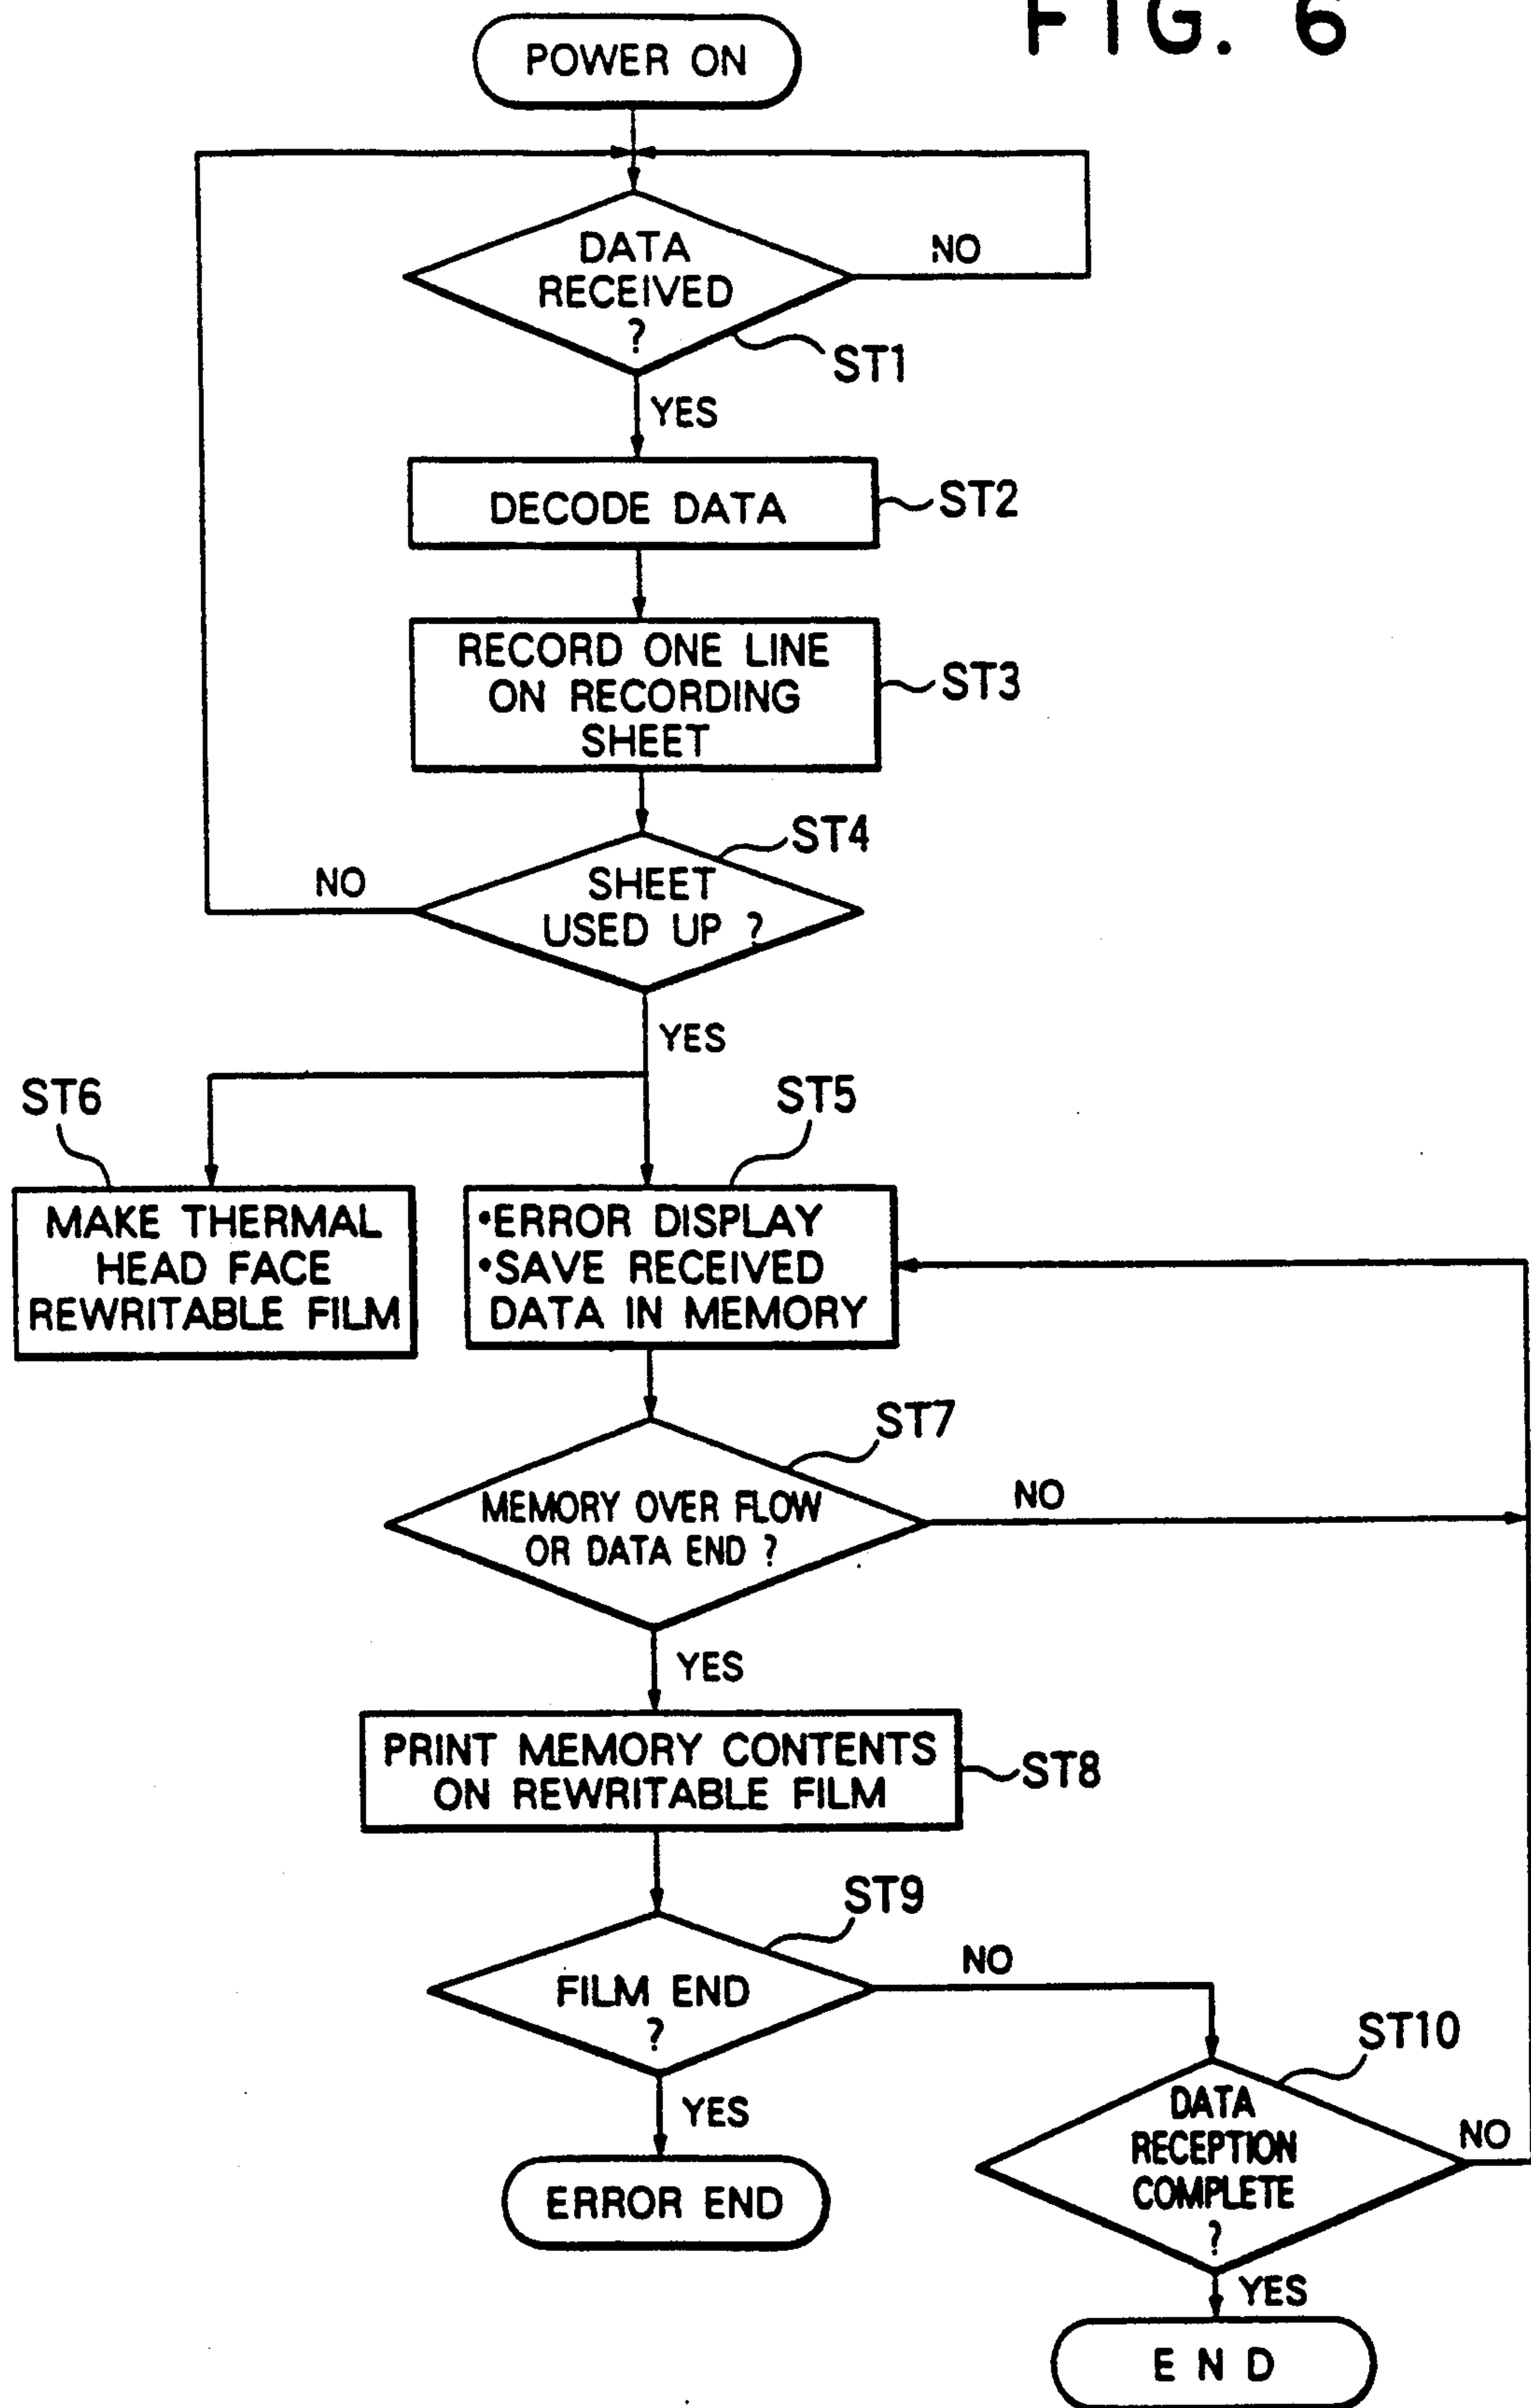 FIG. 6
POWER ON
DATA
RECEIVED
?
NO
ST1
YES
DECODE DATA
ST2
RECORD ONE LINE
ON RECORDING
SHEET
ST3
ST4
SHEET
USED UP ?
NO
YES
ST6
ST5
MAKE THERMAL
HEAD FACE
REWRITABLE FILM
•ERROR DISPLAY
•SAVE RECEIVED
DATA IN MEMORY
ST7
MEMORY OVER FLOW
OR DATA END ?
NO
YES
PRINT MEMORY CONTENTS
ON REWRITABLE FILM
ST8
ST9
FILM END
?
NO
YES
ERROR END
ST10
DATA
RECEPTION
COMPLETE
?
NO
YES
END